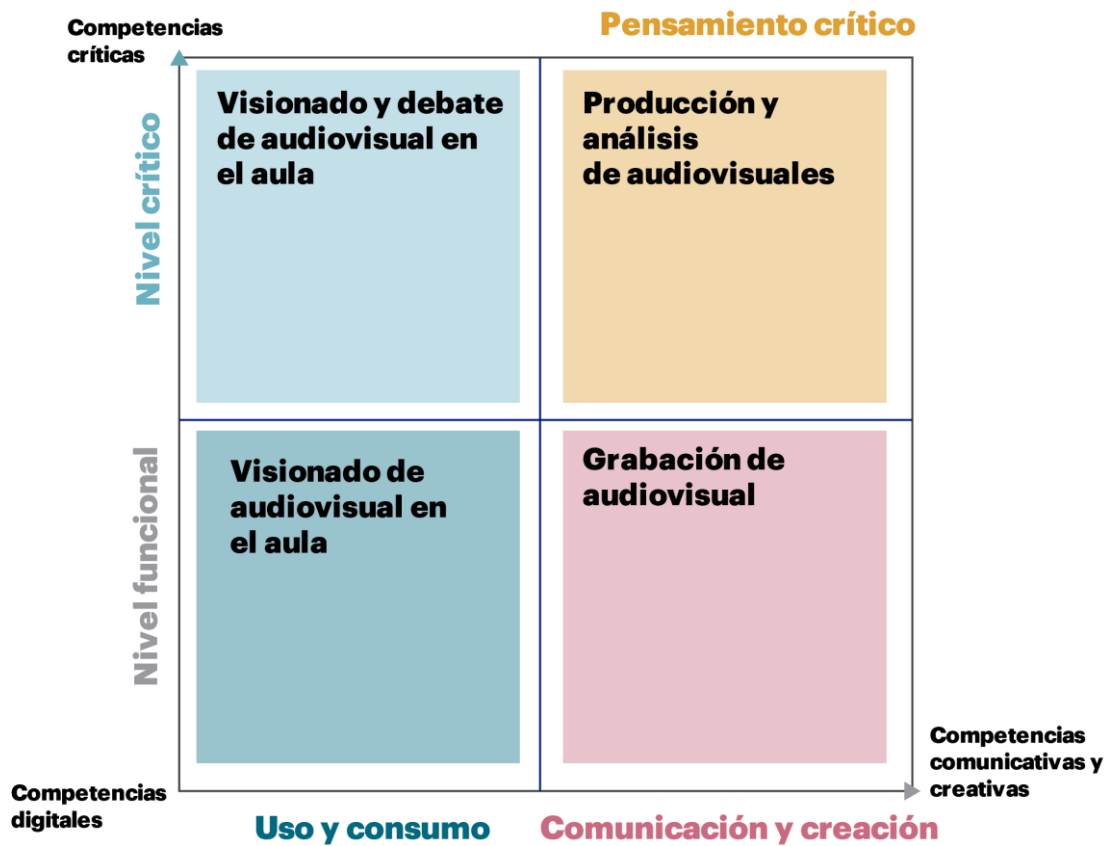 Pensamiento crítico
Competencias
críticas
Nivel crítico
Visionado y debate
de audiovisual en
el aula
Producción y
análisis
de audiovisuales
Nivel funcional
Visionado de
audiovisual en
el aula
Grabación de
audiovisual
Competencias
comunicativas y
creativas
Competencias
digitales
Uso y consumo
Comunicación y creación